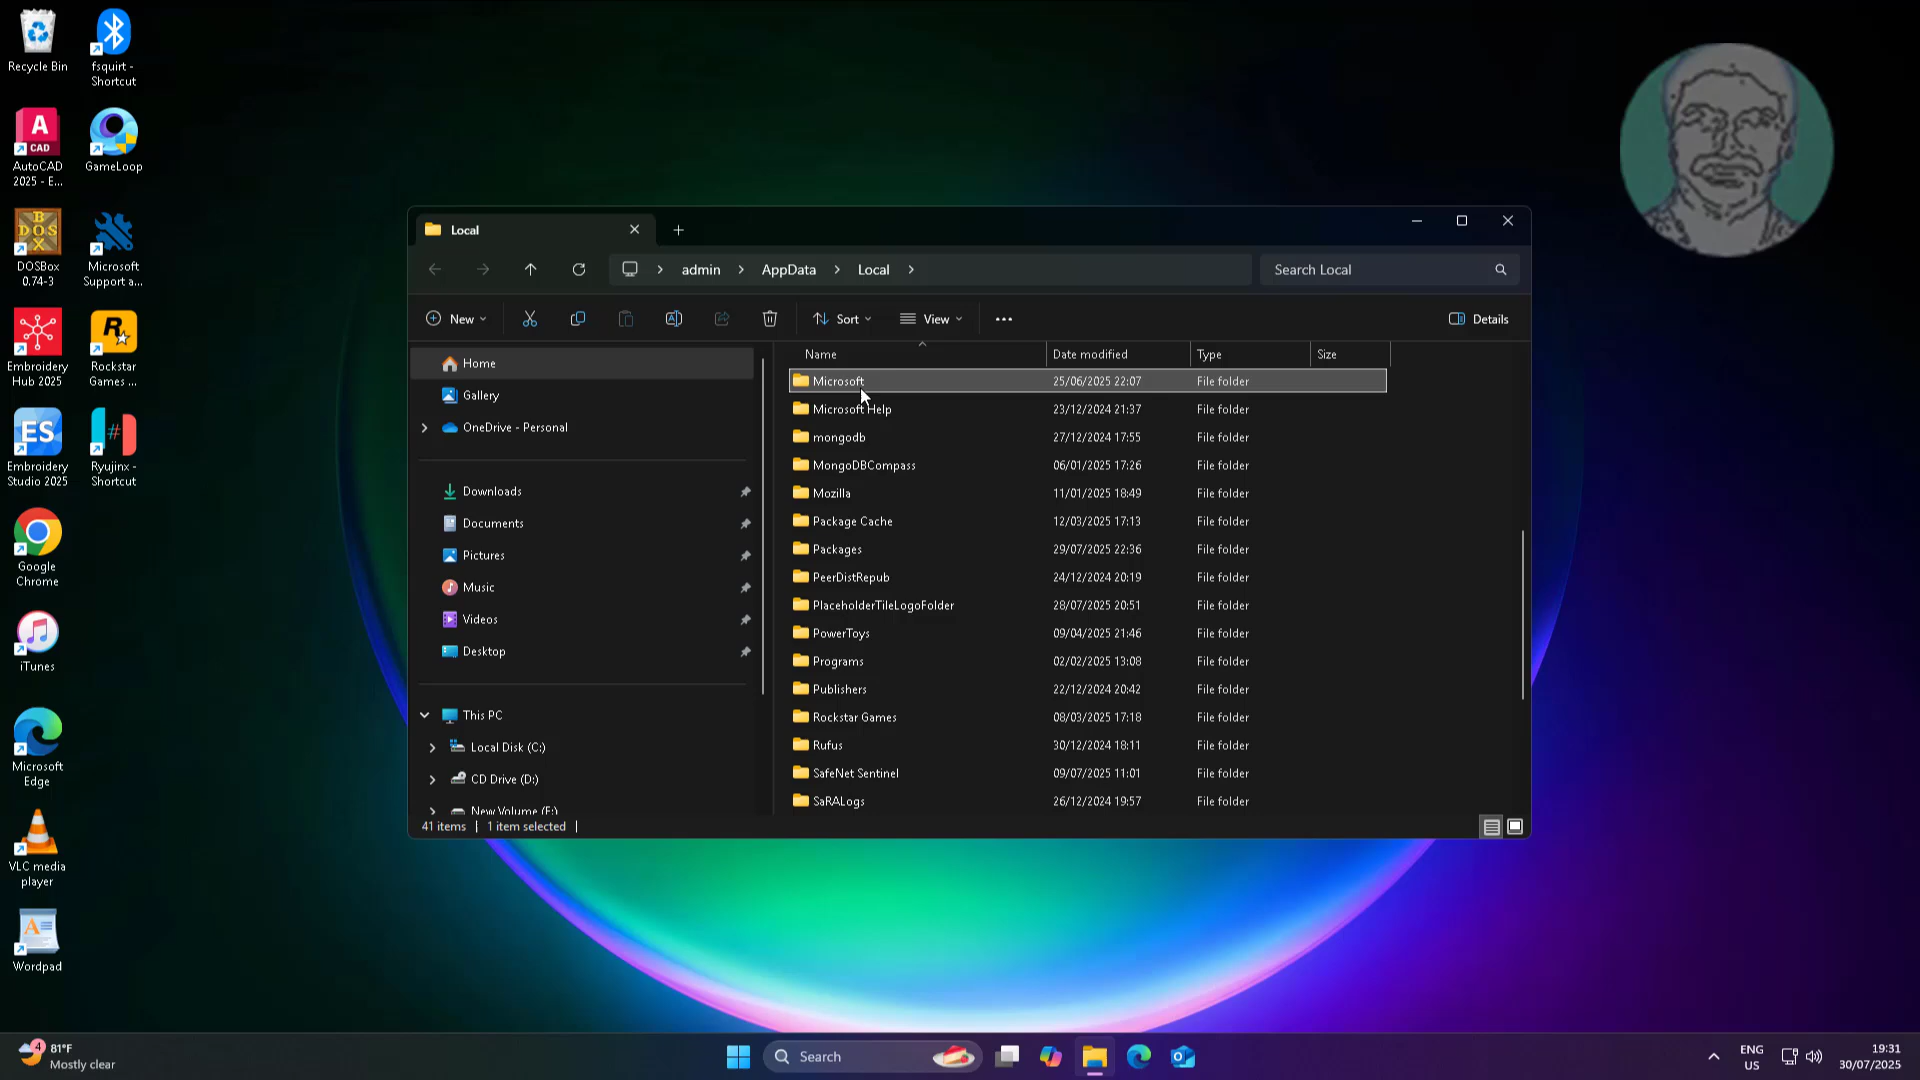 Recycle Bin
fsquirt - Shortcut
A
CAD
AutoCAD 2025 - E...
GameLoop
BOX
DOS
DOSBox 0.74-3
Microsoft Support a...
Embroidery Hub 2025
R
Rockstar Games ...
ES
Embroidery Studio 2025
#
Ryujinx - Shortcut
Google Chrome
iTunes
Microsoft Edge
VLC media player
A
Wordpad
Local
admin > AppData > Local >
Search Local
New
Sort
View
Details
Home
Gallery
OneDrive - Personal
Downloads
Documents
Pictures
Music
Videos
Desktop
This PC
Local Disk (C:)
CD Drive (D:)
New Volume (E:)
Name Date modified Type Size
Microsoft 25/06/2025 22:07 File folder
Microsoft Help 23/12/2024 21:37 File folder
mongodb 27/12/2024 17:55 File folder
MongoDBCompass 06/01/2025 17:26 File folder
Mozilla 11/01/2025 18:49 File folder
Package Cache 12/03/2025 17:13 File folder
Packages 29/07/2025 22:36 File folder
PeerDistRepub 24/12/2024 20:19 File folder
PlaceholderTileLogoFolder 28/07/2025 20:51 File folder
PowerToys 09/04/2025 21:46 File folder
Programs 02/02/2025 13:08 File folder
Publishers 22/12/2024 20:42 File folder
Rockstar Games 08/03/2025 17:18 File folder
Rufus 30/12/2024 18:11 File folder
SafeNet Sentinel 09/07/2025 11:01 File folder
SaRALogs 26/12/2024 19:57 File folder
41 items | 1 item selected |
4
81°F
Mostly clear
Search
ENG
US
19:31
30/07/2025